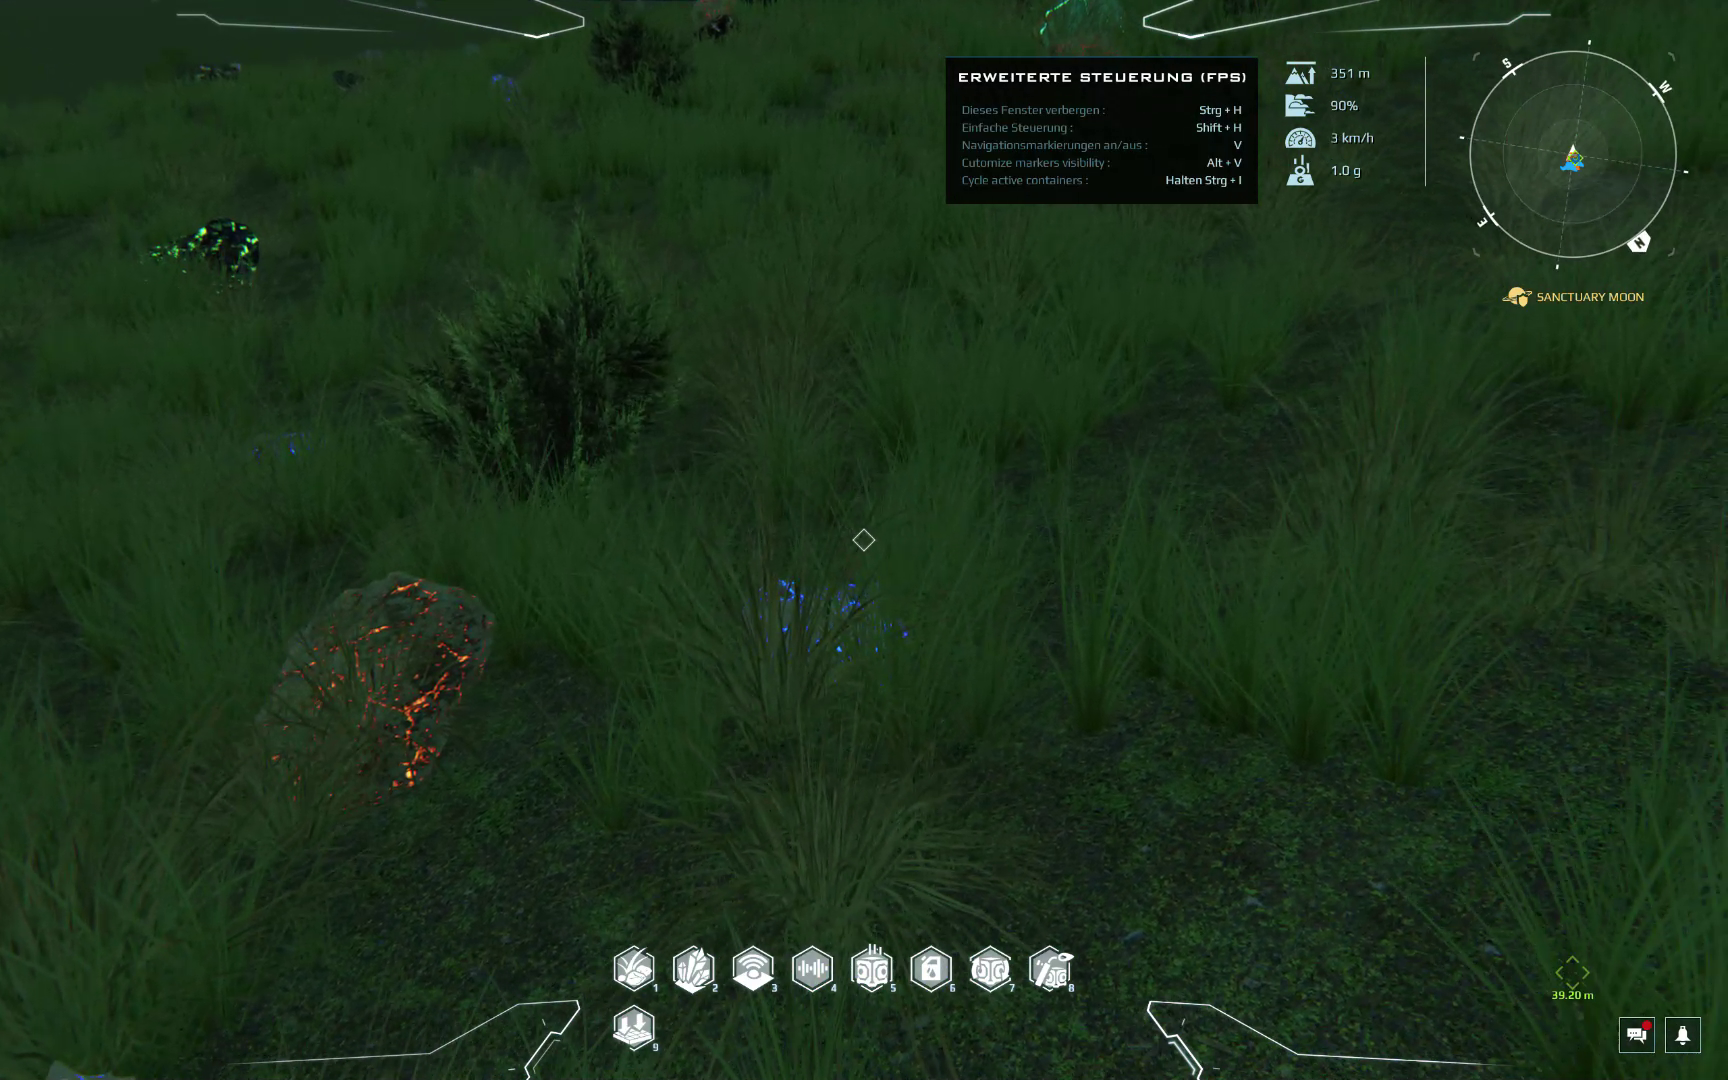 ERWEITERTE STEUERUNG (FPS)
Dieses Fenster verbergen : Strg + H
Einfache Steuerung : Shift + H
Navigationsmarkierungen an/aus : V
Cutomize markers visibility : Alt + V
Cycle active containers : Halten Strg + I
351 m
90%
3 km/h
1.0 g
G
S
W
E
N
SANCTUARY MOON
1
2
3
4
5
6
7
8
9
39.20 m